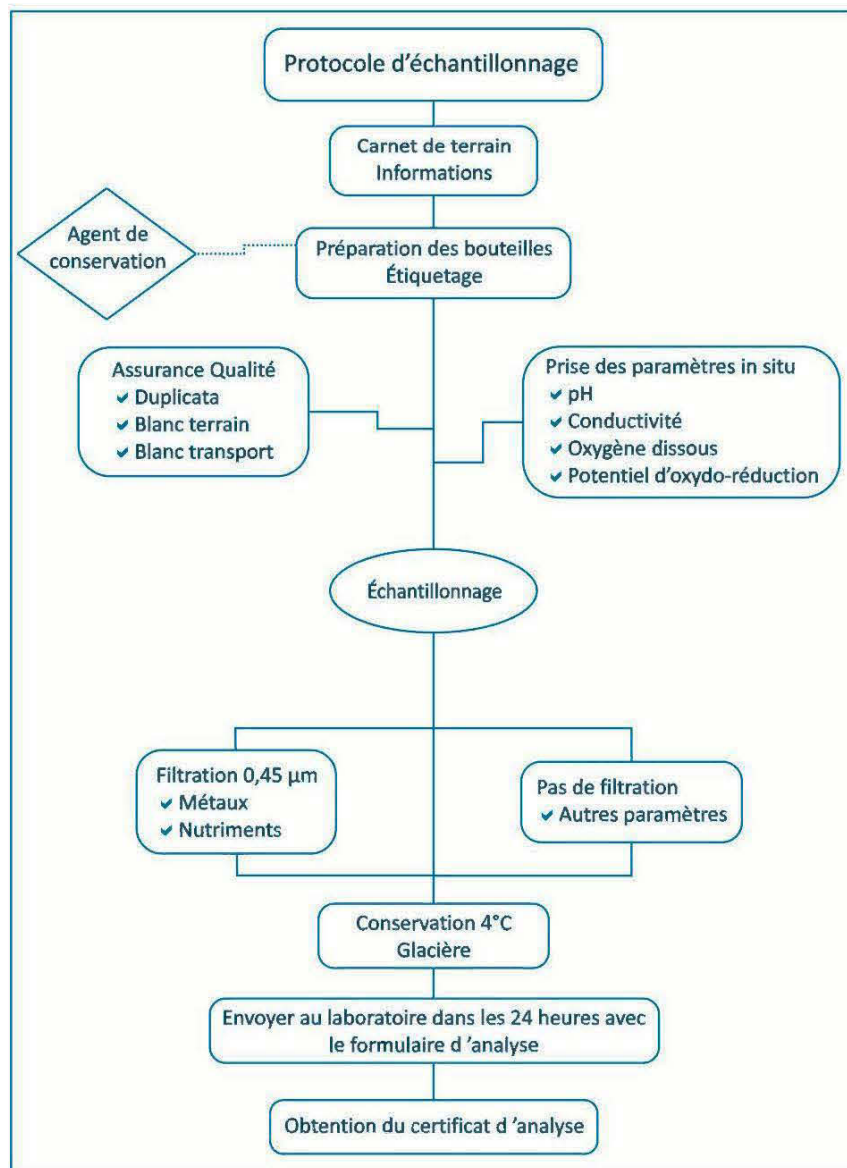 Protocole d'échantillonnage
Carnet de terrain
Informations
Agent de
conservation
Préparation des bouteilles
Étiquetage
Assurance Qualité
✔ Duplicata
✔ Blanc terrain
✔ Blanc transport
Prise des paramètres in situ
✔ pH
✔ Conductivité
✔ Oxygène dissous
✔ Potentiel d'oxydo-réduction
Échantillonnage
Filtration 0,45 µm
✔ Métaux
✔ Nutriments
Pas de filtration
✔ Autres paramètres
Conservation 4°C
Glacière
Envoyer au laboratoire dans les 24 heures avec
le formulaire d 'analyse
Obtention du certificat d 'analyse